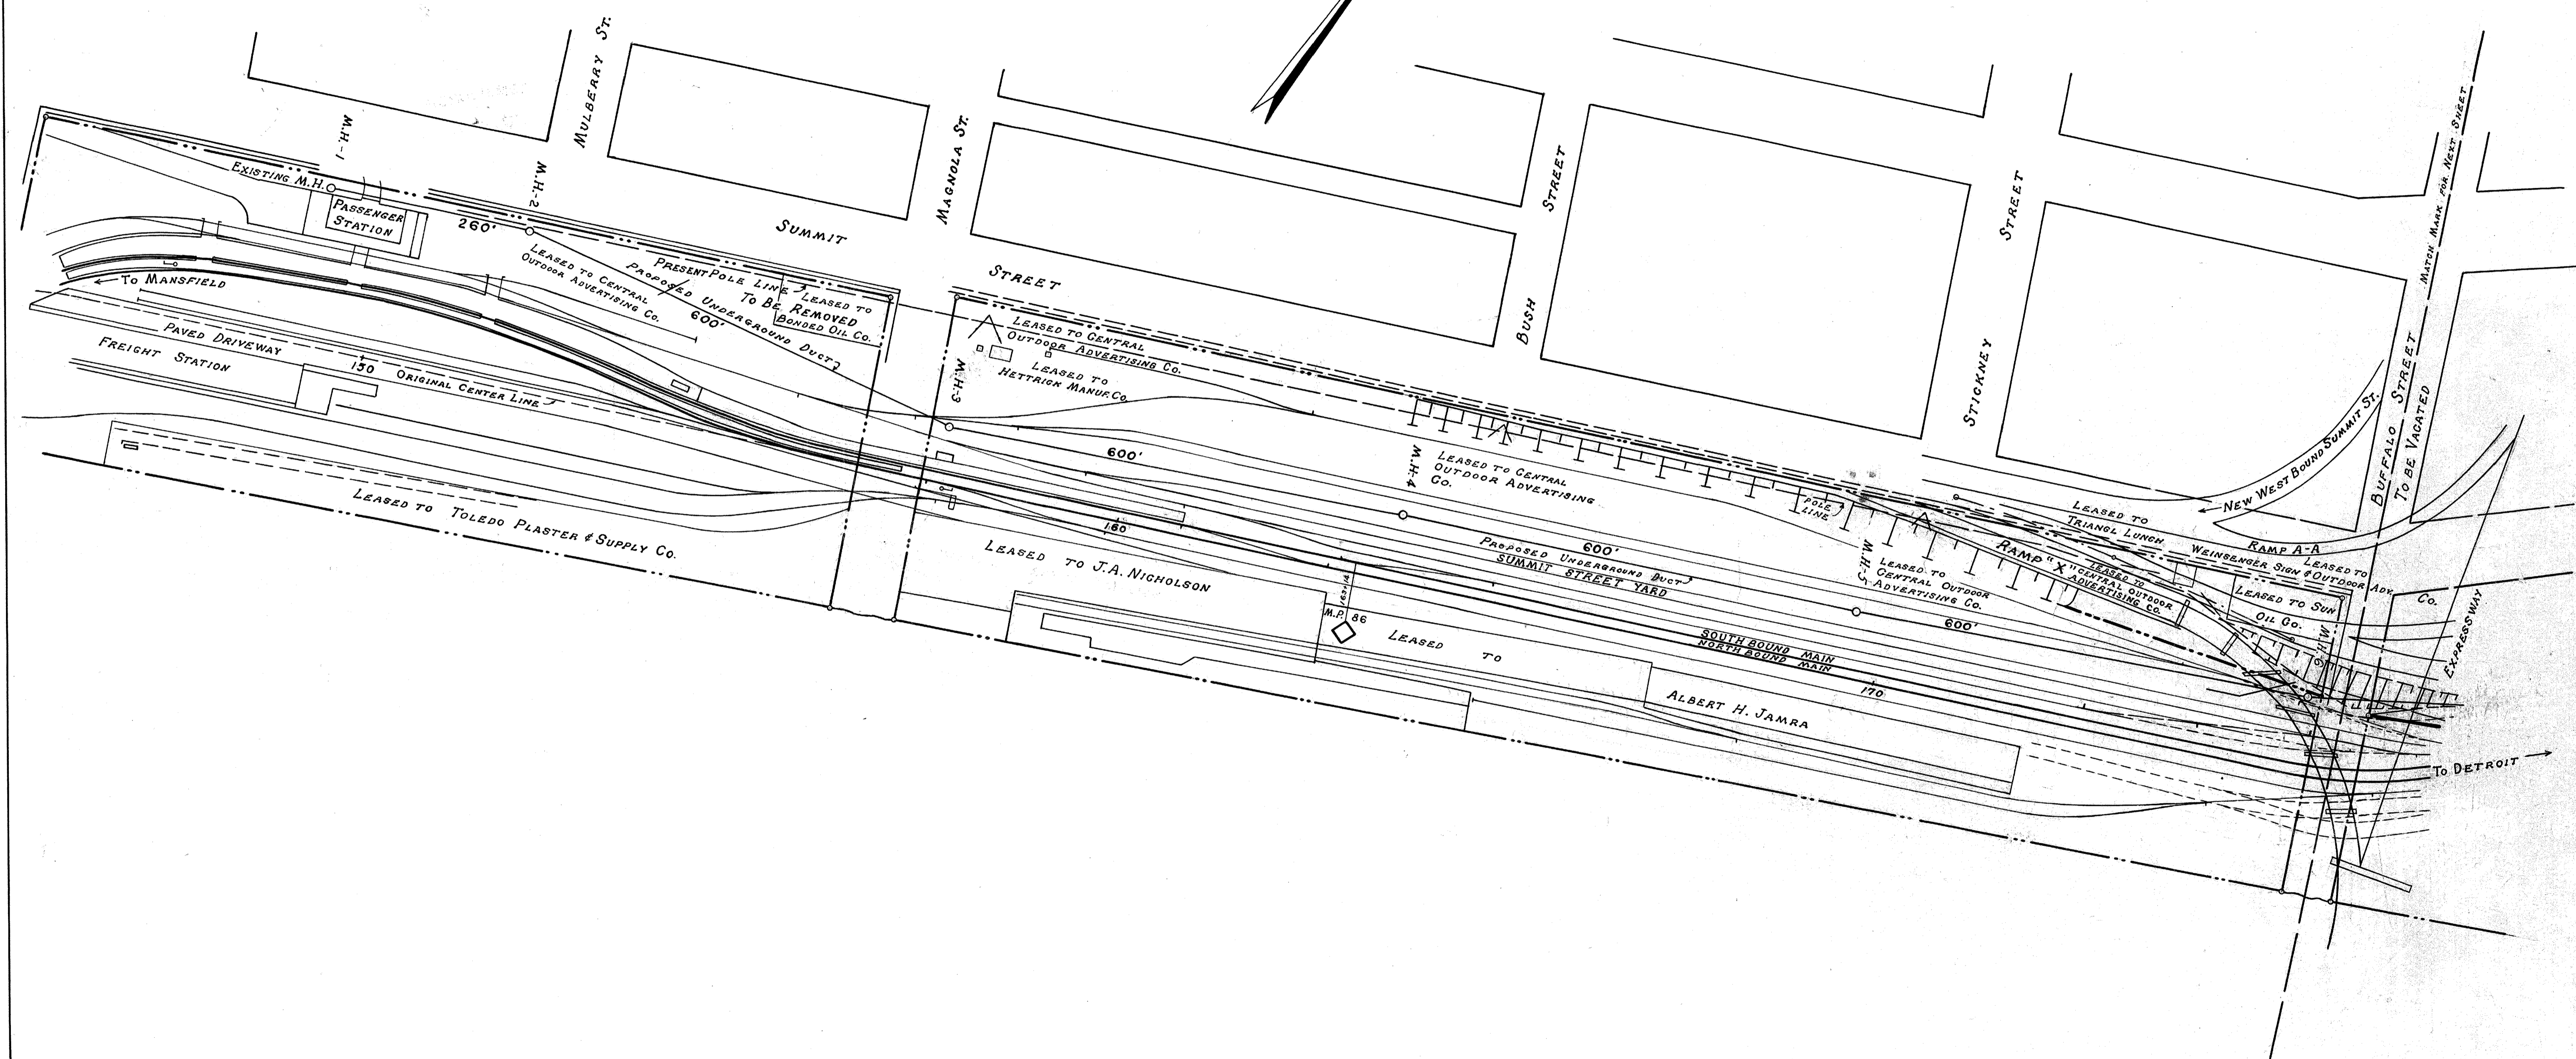 MULBERRY ST.
MAGNOLA ST.
BUSH STREET
STICKNEY STREET
BUFFALO STREET
TO BE VACATED
MATCH MARK FOR NEXT SHEET
SUMMIT STREET
M.H.-1
M.H.-2
EXISTING M.H.
PASSENGER
STATION
260'
LEASED TO CENTRAL
OUTDOOR ADVERTISING CO.
PRESENT POLE LINE
TO BE REMOVED
PROPOSED UNDERGROUND DUCT
600'
LEASED TO
BONDED OIL CO.
TO MANSFIELD
PAVED DRIVEWAY
FREIGHT STATION
150
ORIGINAL CENTER LINE
LEASED TO TOLEDO PLASTER & SUPPLY CO.
M.H.-3
LEASED TO CENTRAL
OUTDOOR ADVERTISING CO.
LEASED TO
HETTRICK MANUF. CO.
600'
160
LEASED TO J.A. NICHOLSON
M.H.-4
LEASED TO CENTRAL
OUTDOOR ADVERTISING
CO.
600'
PROPOSED UNDERGROUND DUCT
SUMMIT STREET YARD
M.P. 86
LEASED TO
ALBERT H. JAMRA
SOUTH BOUND MAIN
NORTH BOUND MAIN
170
POLE
LINE
M.H.-5
LEASED TO
CENTRAL OUTDOOR
ADVERTISING CO.
600'
RAMP "X"
LEASED TO
CENTRAL OUTDOOR
ADVERTISING CO.
LEASED TO
TRIANGL LUNCH
NEW WEST BOUND SUMMIT ST.
RAMP A-A
LEASED TO
WEINSENGER SIGN & OUTDOOR ADV. CO.
LEASED TO SUN
OIL CO.
M.H.-6
EXPRESSWAY
TO DETROIT